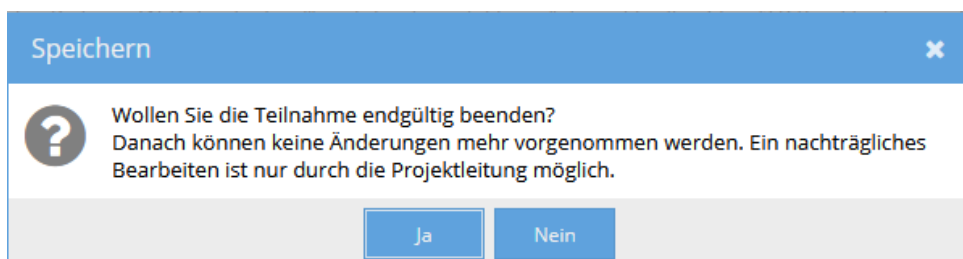 Speichern
Wollen Sie die Teilnahme endgültig beenden?
Danach können keine Änderungen mehr vorgenommen werden. Ein nachträgliches
Bearbeiten ist nur durch die Projektleitung möglich.
Ja
Nein